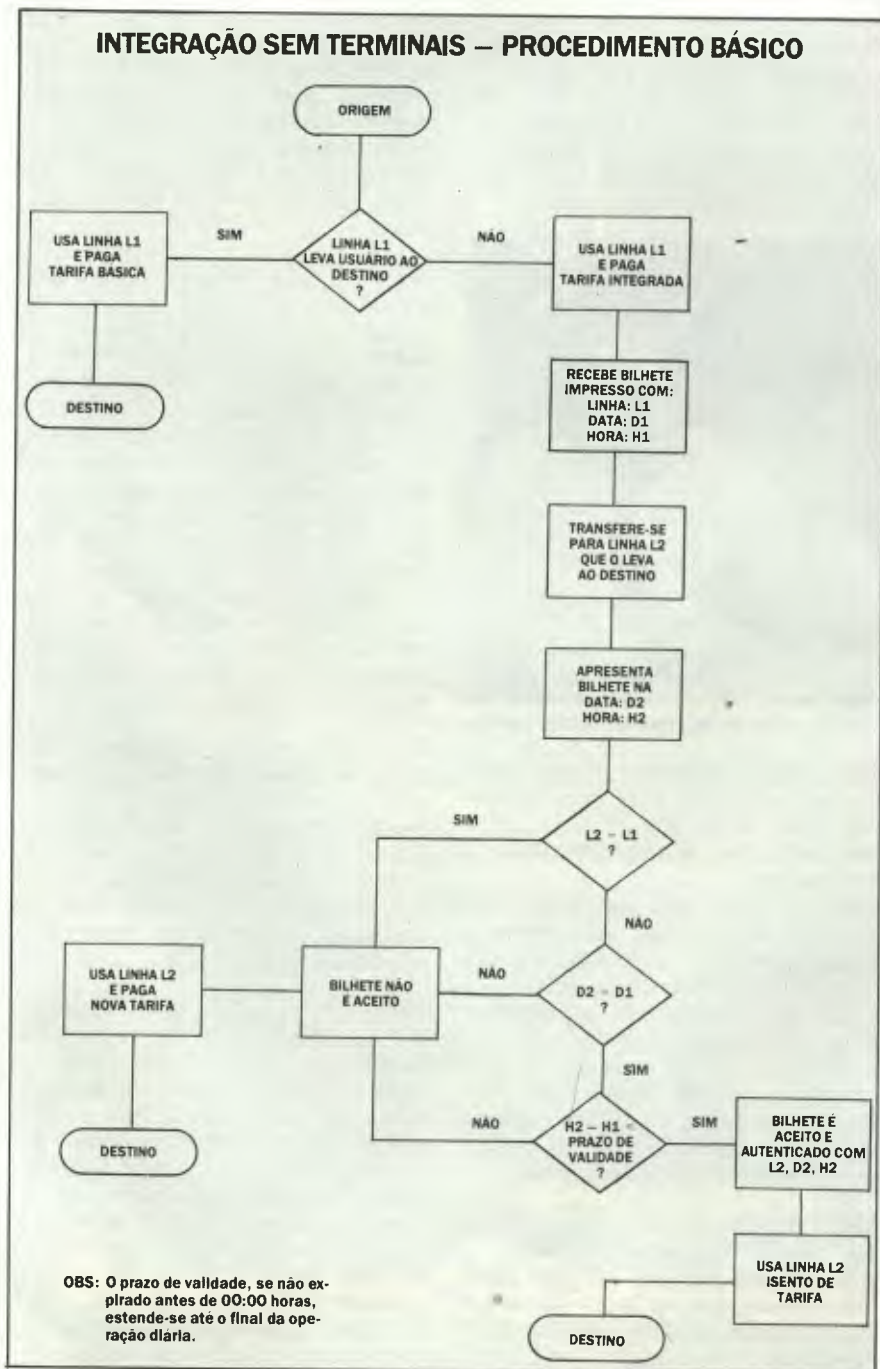 INTEGRAÇÃO SEM TERMINAIS — PROCEDIMENTO BÁSICO
ORIGEM
LINHA L1
LEVA USUÁRIO AO
DESTINO
?
SIM
NÃO
USA LINHA L1
E PAGA
TARIFA BÁSICA
DESTINO
USA LINHA L1
E PAGA
TARIFA INTEGRADA
RECEBE BILHETE
IMPRESSO COM:
LINHA: L1
DATA: D1
HORA: H1
TRANSFERE-SE
PARA LINHA L2
QUE O LEVA
AO DESTINO
APRESENTA
BILHETE NA
DATA: D2
HORA: H2
L2 = L1
?
SIM
NÃO
D2 = D1
?
NÃO
SIM
BILHETE NÃO
É ACEITO
USA LINHA L2
E PAGA
NOVA TARIFA
DESTINO
H2 — H1 <
PRAZO DE
VALIDADE
?
NÃO
SIM
BILHETE É
ACEITO E
AUTENTICADO COM
L2, D2, H2
USA LINHA L2
ISENTO DE
TARIFA
DESTINO
OBS: O prazo de validade, se não ex-
pirado antes de 00:00 horas,
estende-se até o final da ope-
ração diária.